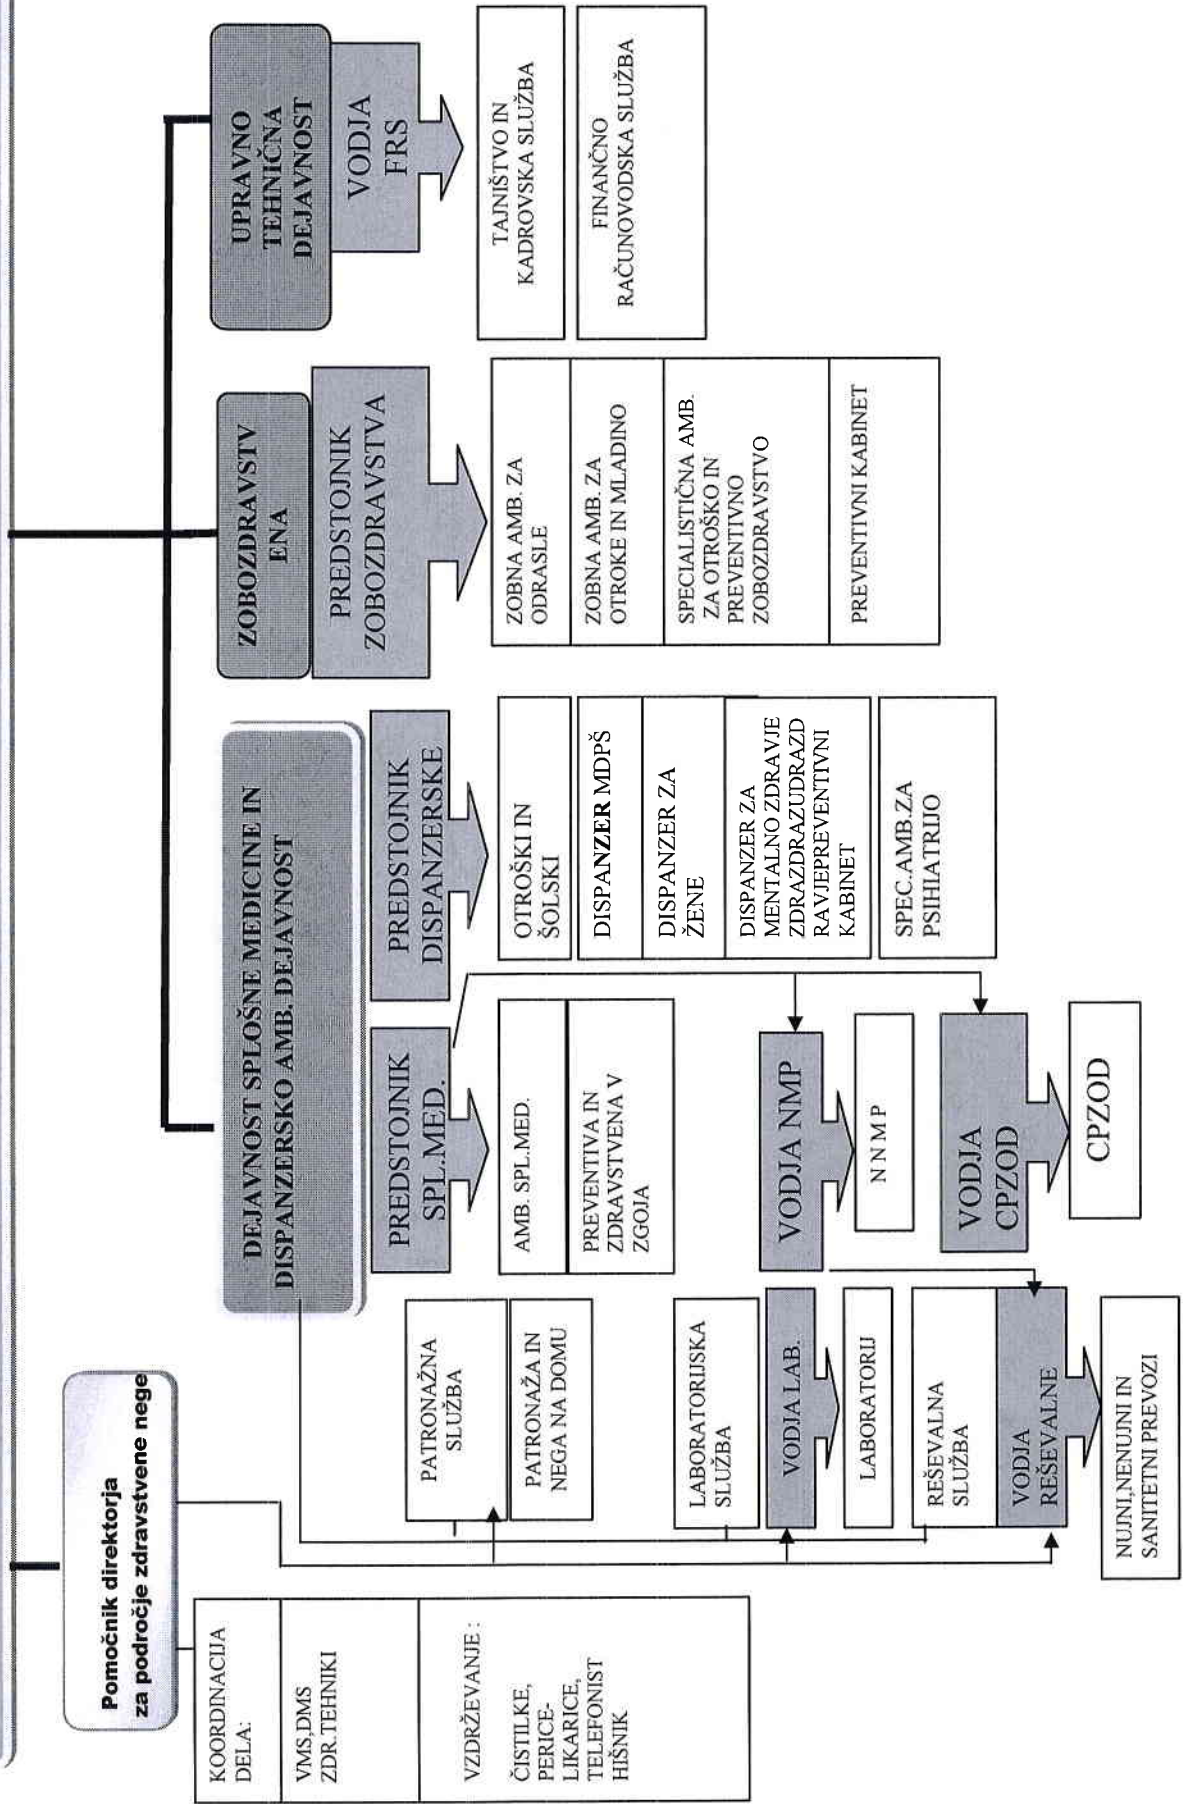 Pomočnik direktorja
za področje zdravstvene nege
KOORDINACIJA
DELA:
VMS,DMS
ZDR.TEHNIKI
VZDRŽEVANJE :
ČISTILKE,
PERICE-
LIKARICE,
TELEFONIST
HIŠNIK
DEJAVNOST SPLOŠNE MEDICINE IN
DISPANZERSKO AMB. DEJAVNOST
PATRONAŽNA
SLUŽBA
PATRONAŽA IN
NEGA NA DOMU
LABORATORIJSKA
SLUŽBA
VODJA LAB.
LABORATORIJ
REŠEVALNA
SLUŽBA
VODJA
REŠEVALNE
NUJNI,NENUJNI IN
SANITETNI PREVOZI
PREDSTOJNIK
SPL.MED.
AMB. SPL.MED.
PREVENTIVA IN
ZDRAVSTVENA V
ZGOJA
VODJA NMP
N N M P
VODJA
CPZOD
CPZOD
PREDSTOJNIK
DISPANZERSKE
OTROŠKI IN
ŠOLSKI
DISPANZER MDPŠ
DISPANZER ZA
ŽENE
DISPANZER ZA
MENTALNO ZDRAVJE
ZDRAZDRAZUDRAZD
RAVJEPREVENTIVNI
KABINET
SPEC.AMB.ZA
PSIHIATRIJO
ZOBOZDRAVSTV
ENA
PREDSTOJNIK
ZOBOZDRAVSTVA
ZOBNA AMB. ZA
ODRASLE
ZOBNA AMB. ZA
OTROKE IN MLADINO
SPECIALISTIČNA AMB.
ZA OTROŠKO IN
PREVENTIVNO
ZOBOZDRAVSTVO
PREVENTIVNI KABINET
UPRAVNO
TEHNIČNA
DEJAVNOST
VODJA
FRS
TAJNIŠTVO IN
KADROVSKA SLUŽBA
FINANČNO
RAČUNOVODSKA SLUŽBA